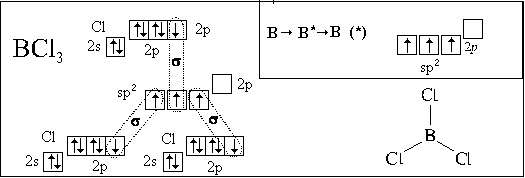 Cl 2p B → B* → B (*)
2s 2p 2p
BCl3 σ sp2
sp2 2p
Cl σ σ Cl Cl
2s 2p 2s 2p B
Cl Cl